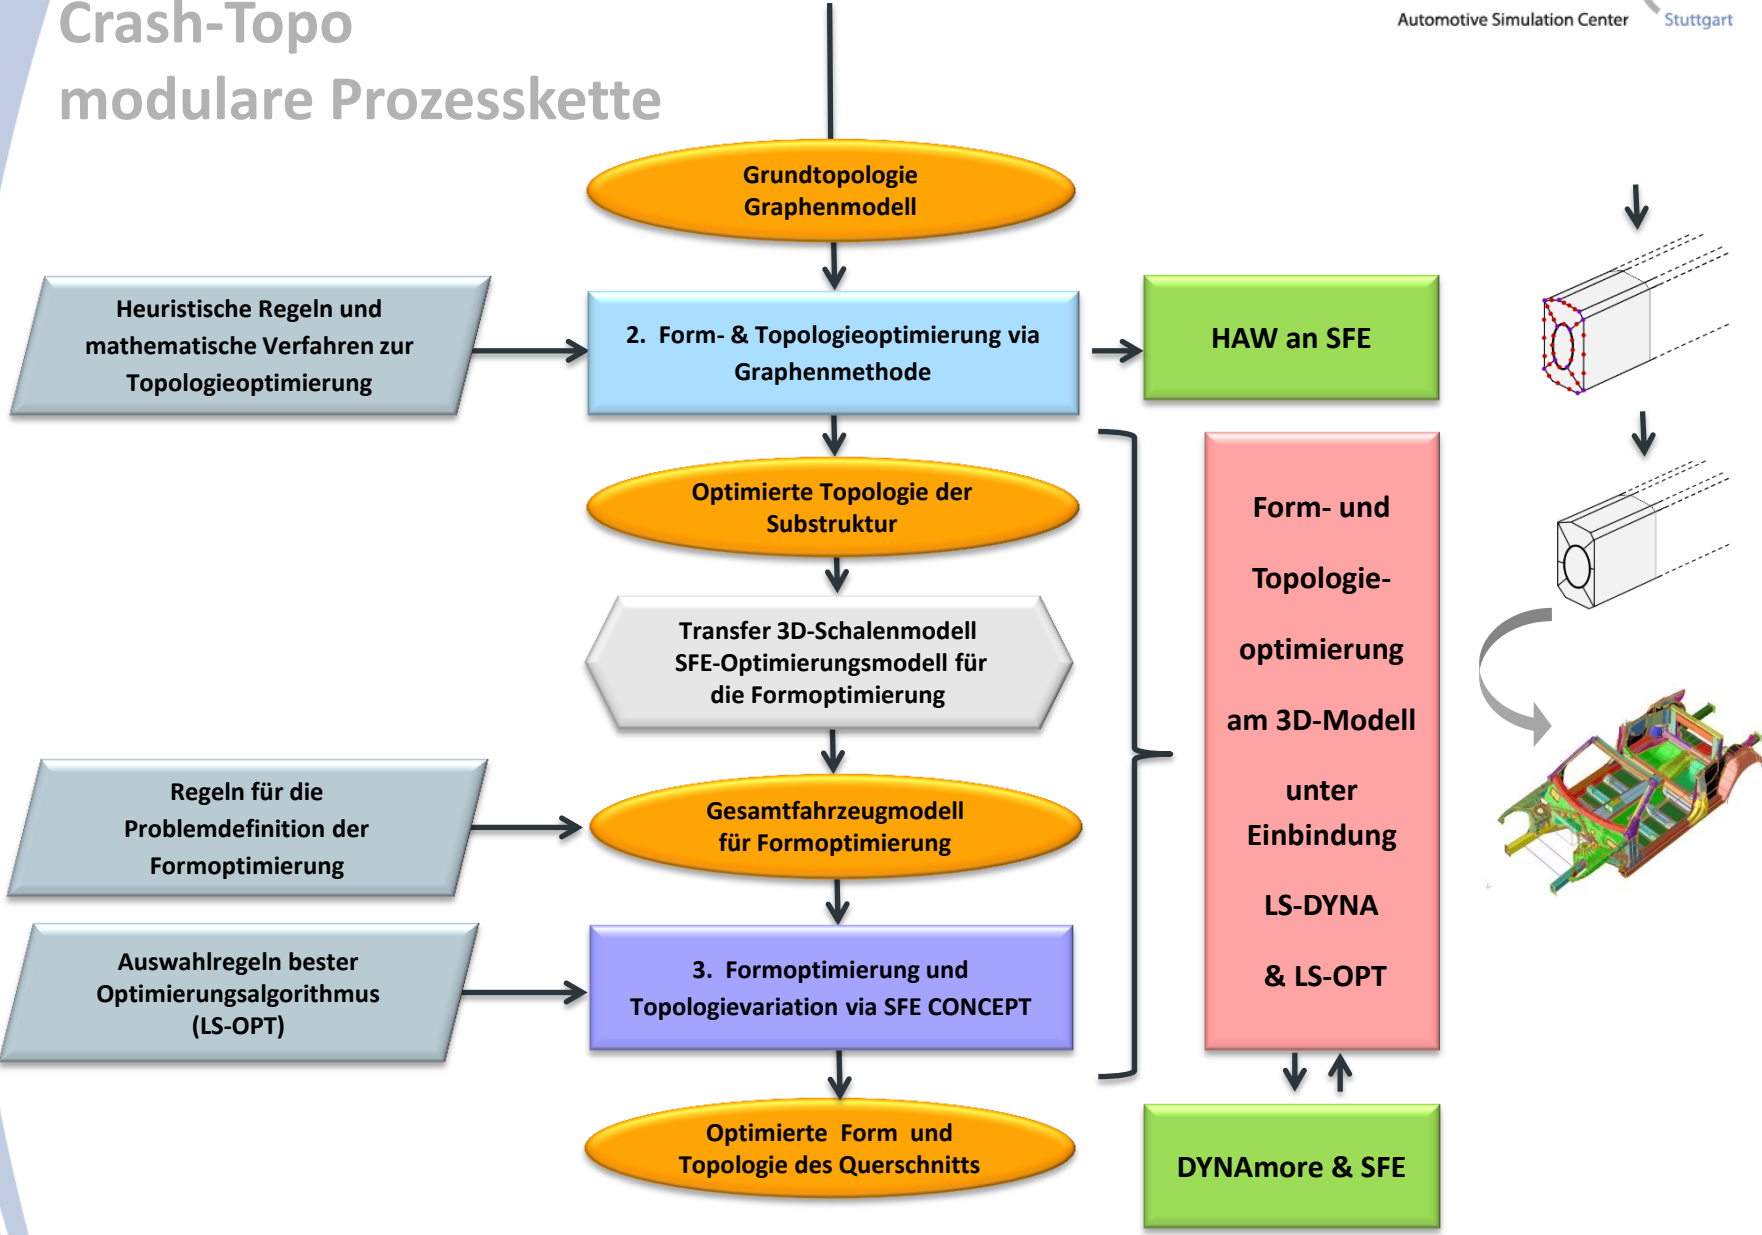 Crash-Topo
modulare Prozesskette
Automotive Simulation Center Stuttgart
Grundtopologie
Graphenmodell
Heuristische Regeln und
mathematische Verfahren zur
Topologieoptimierung
2. Form- & Topologieoptimierung via
Graphenmethode
HAW an SFE
Optimierte Topologie der
Substruktur
Transfer 3D-Schalenmodell
SFE-Optimierungsmodell für
die Formoptimierung
Regeln für die
Problemdefinition der
Formoptimierung
Gesamtfahrzeugmodell
für Formoptimierung
Auswahlregeln bester
Optimierungsalgorithmus
(LS-OPT)
3. Formoptimierung und
Topologievariation via SFE CONCEPT
Optimierte Form und
Topologie des Querschnitts
Form- und
Topologie-
optimierung
am 3D-Modell
unter
Einbindung
LS-DYNA
& LS-OPT
DYNAmore & SFE